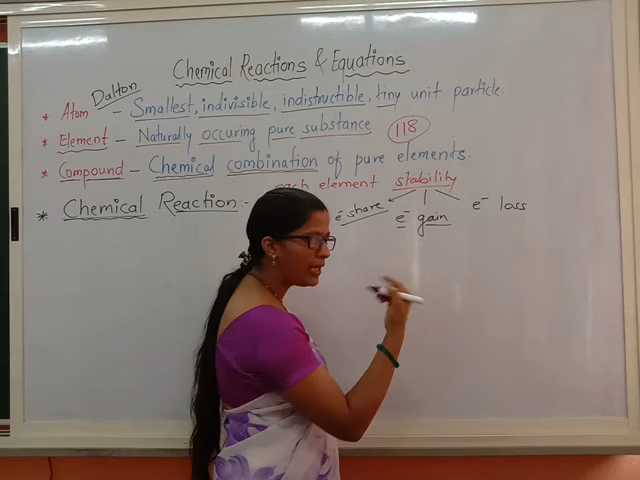 Chemical Reactions & Equations
Dalton
* Atom - Smallest, indivisible, indistructible, tiny unit particle.
* Element - Naturally occuring pure substance 118
* Compound - Chemical combination of pure elements.
each element stability
* Chemical Reaction :-
e- share e- gain e- loss